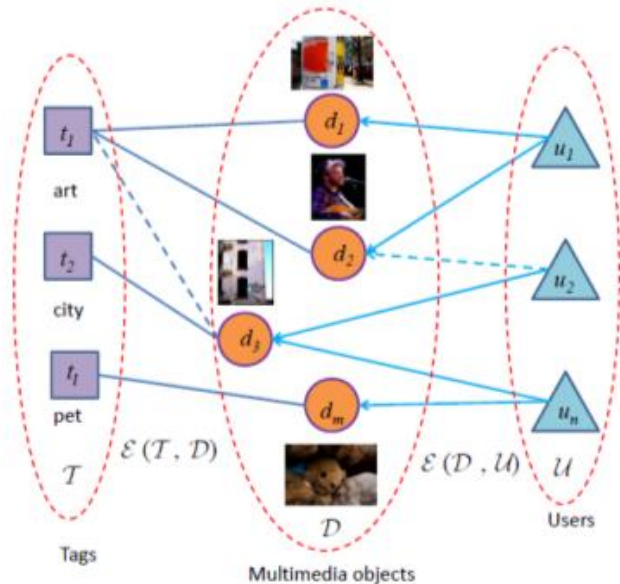 t₁
art
t₂
city
tₗ
pet
𝒯
Tags
ℰ (𝒯 , 𝒟)
d₁
d₂
d₃
dₘ
𝒟
Multimedia objects
ℰ (𝒟 , 𝒰)
u₁
u₂
uₙ
𝒰
Users